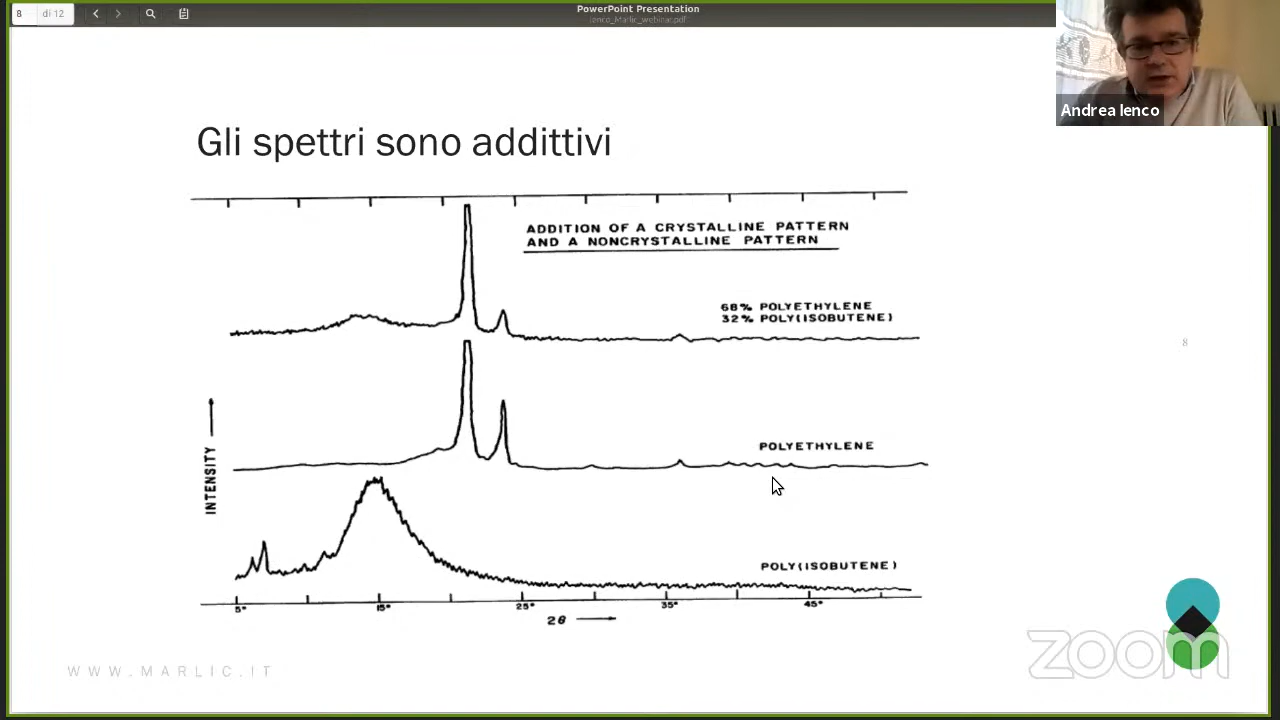 8 di 12
PowerPoint Presentation
Ienco_Marlic_webinar.pdf
Andrea Ienco
Gli spettri sono addittivi
ADDITION OF A CRYSTALLINE PATTERN
AND A NONCRYSTALLINE PATTERN
68% POLYETHYLENE
32% POLY(ISOBUTENE)
8
POLYETHYLENE
INTENSITY
POLY(ISOBUTENE)
5° 15° 25° 35° 45°
2θ
WWW.MARLIC.IT
zoom